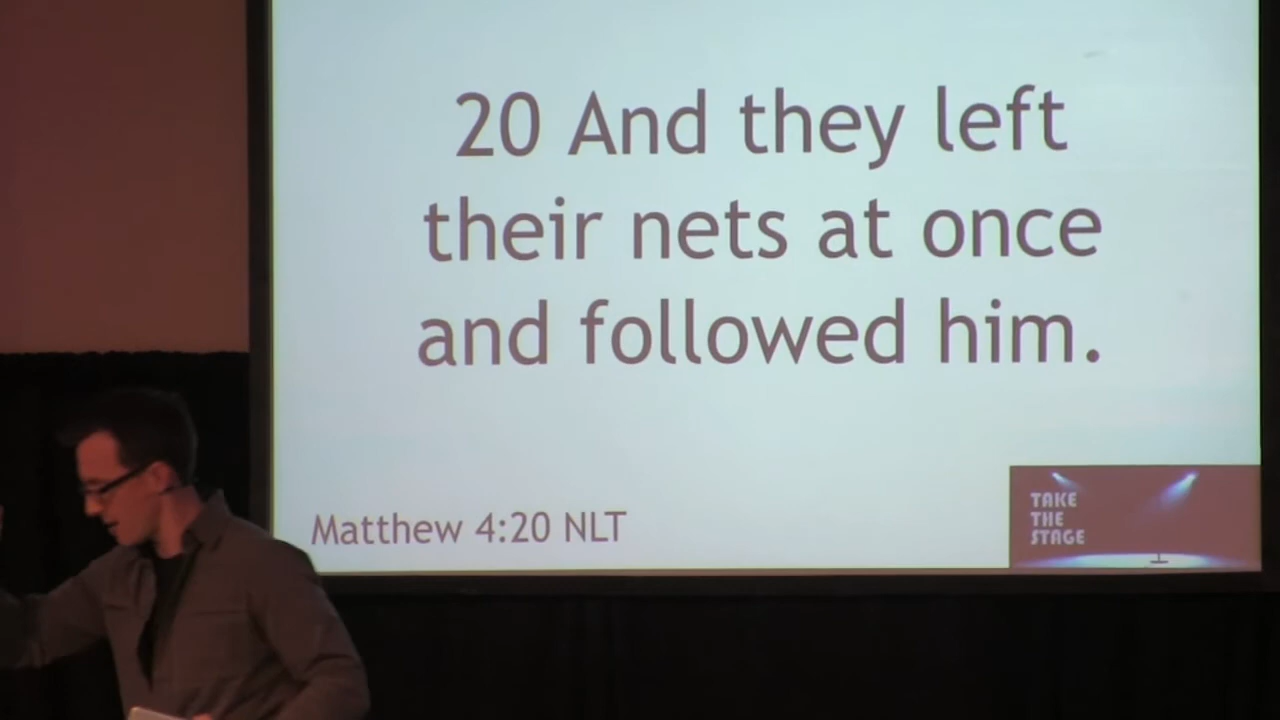 20 And they left
their nets at once
and followed him.
Matthew 4:20 NLT
TAKE
THE
STAGE